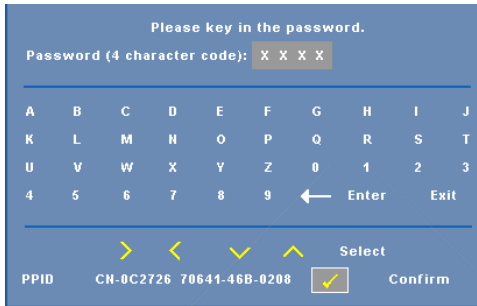 Please key in the password.
Password (4 character code): X X X X
A B C D E F G H I J
K L M N O P Q R S T
U V W X Y Z 0 1 2 3
4 5 6 7 8 9 ← Enter Exit
> < ∨ ∧ Select
PPID CN-0C2726 70641-46B-0208 ✓ Confirm